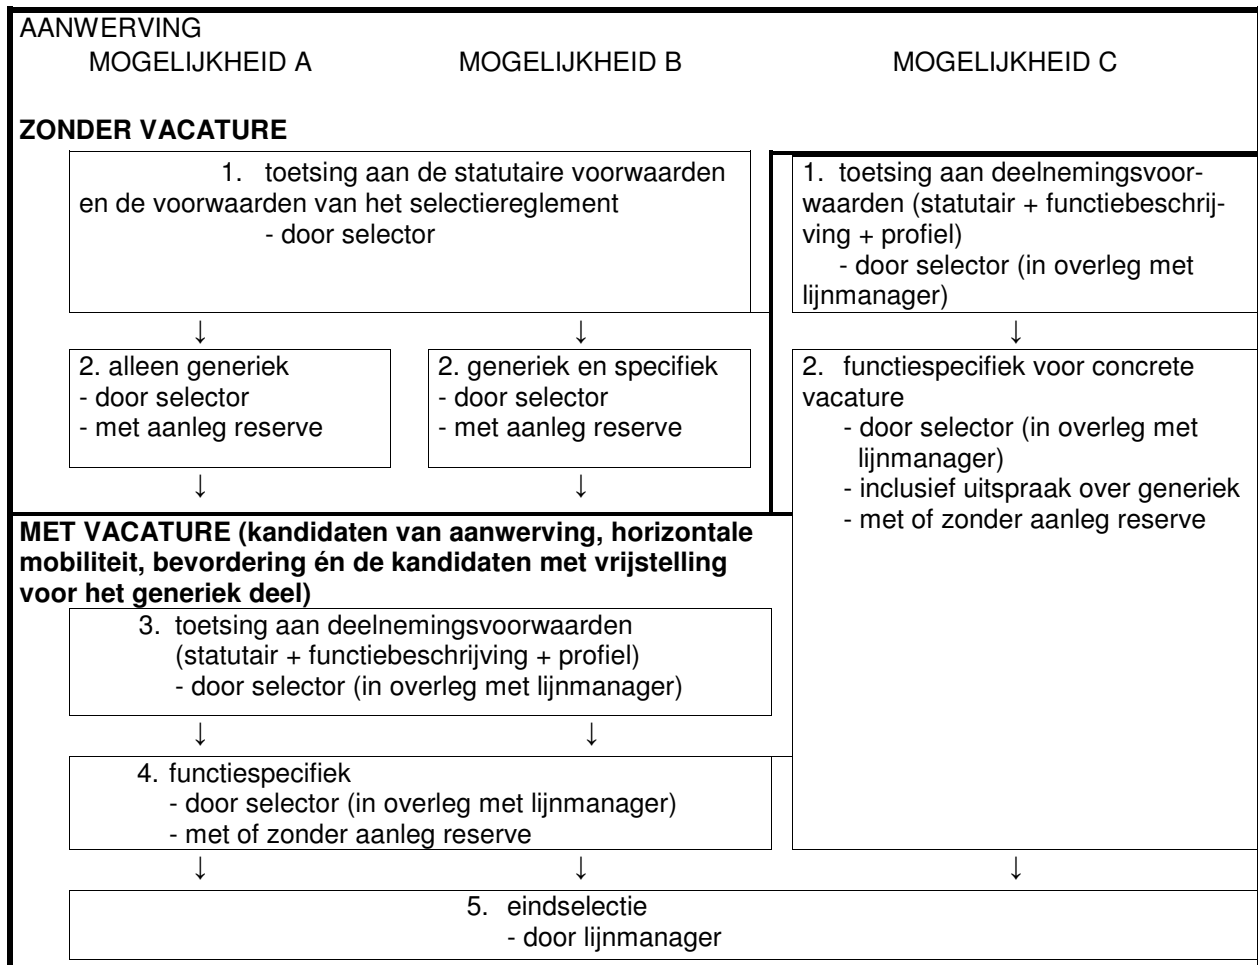 AANWERVING
MOGELIJKHEID A MOGELIJKHEID B MOGELIJKHEID C
ZONDER VACATURE
1. toetsing aan de statutaire voorwaarden
en de voorwaarden van het selectiereglement
- door selector
1. toetsing aan deelnemingsvoor-
waarden (statutair + functiebeschrij-
ving + profiel)
- door selector (in overleg met
lijnmanager)
↓ ↓ ↓
2. alleen generiek
- door selector
- met aanleg reserve
2. generiek en specifiek
- door selector
- met aanleg reserve
2. functiespecifiek voor concrete
vacature
- door selector (in overleg met
lijnmanager)
- inclusief uitspraak over generiek
- met of zonder aanleg reserve
↓ ↓
MET VACATURE (kandidaten van aanwerving, horizontale
mobiliteit, bevordering én de kandidaten met vrijstelling
voor het generiek deel)
3. toetsing aan deelnemingsvoorwaarden
(statutair + functiebeschrijving + profiel)
- door selector (in overleg met lijnmanager)
↓ ↓
4. functiespecifiek
- door selector (in overleg met lijnmanager)
- met of zonder aanleg reserve
↓ ↓ ↓
5. eindselectie
- door lijnmanager